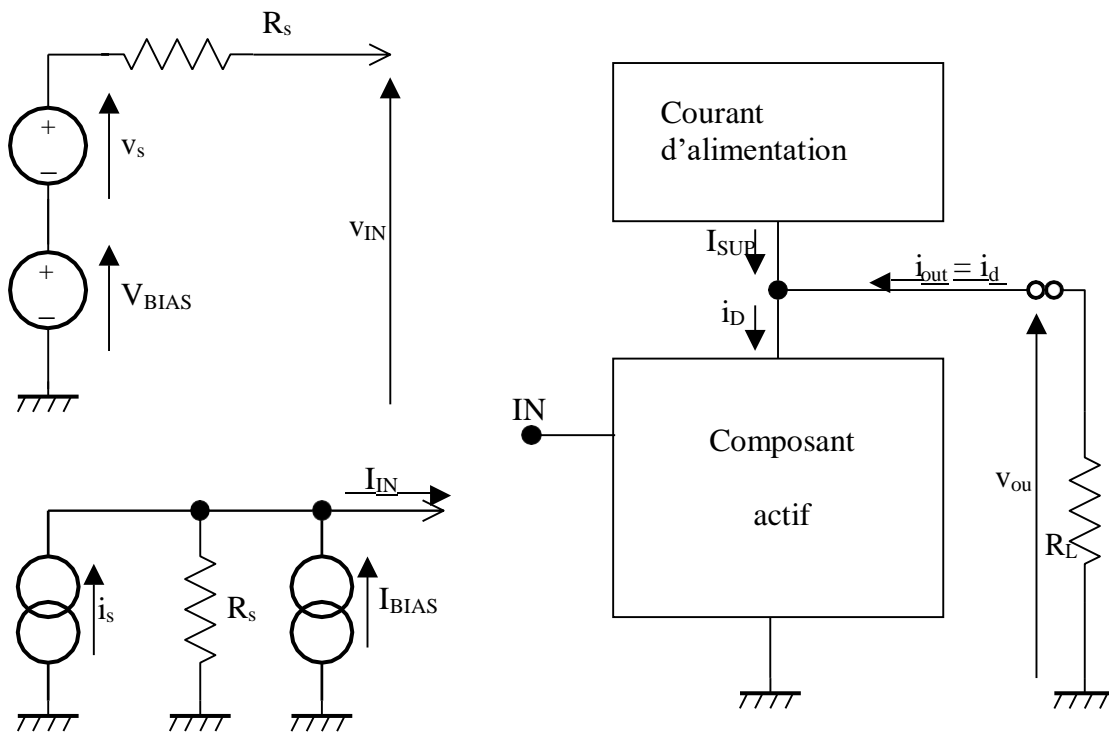 Rs
+
vs
–
+
VBIAS
–
vIN
IIN
is
Rs
IBIAS
Courant
d’alimentation
ISUP
iout = id
iD
IN
Composant
actif
vou
RL